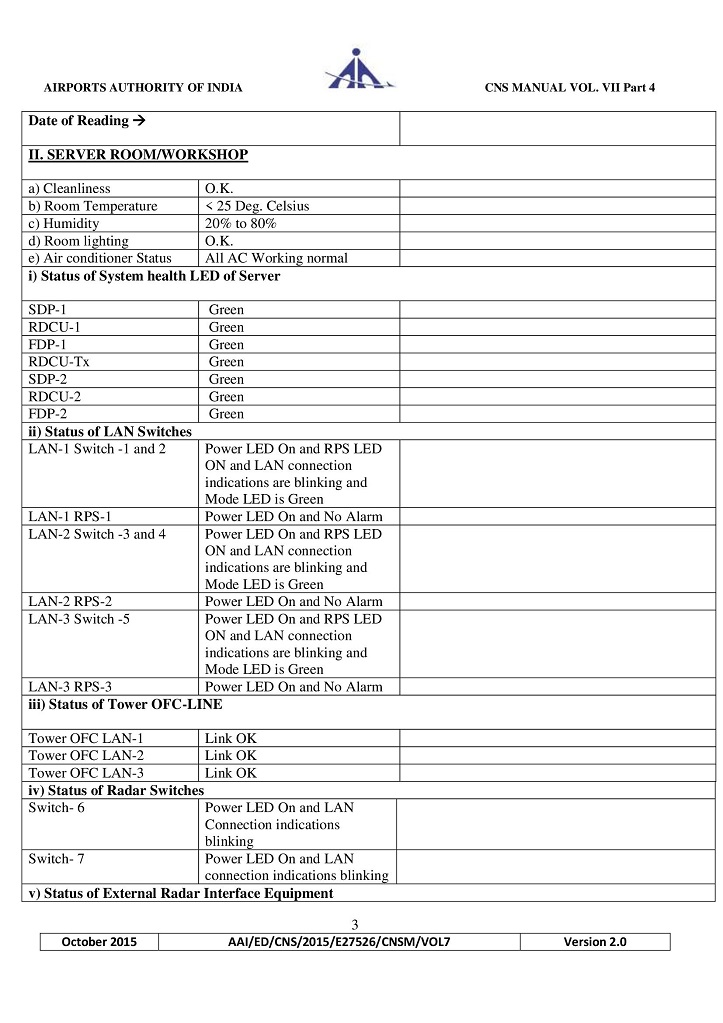 AIRPORTS AUTHORITY OF INDIA CNS MANUAL VOL. VII Part 4
Date of Reading →
II. SERVER ROOM/WORKSHOP
a) Cleanliness O.K.
b) Room Temperature < 25 Deg. Celsius
c) Humidity 20% to 80%
d) Room lighting O.K.
e) Air conditioner Status All AC Working normal
i) Status of System health LED of Server
SDP-1 Green
RDCU-1 Green
FDP-1 Green
RDCU-Tx Green
SDP-2 Green
RDCU-2 Green
FDP-2 Green
ii) Status of LAN Switches
LAN-1 Switch -1 and 2 Power LED On and RPS LED
ON and LAN connection
indications are blinking and
Mode LED is Green
LAN-1 RPS-1 Power LED On and No Alarm
LAN-2 Switch -3 and 4 Power LED On and RPS LED
ON and LAN connection
indications are blinking and
Mode LED is Green
LAN-2 RPS-2 Power LED On and No Alarm
LAN-3 Switch -5 Power LED On and RPS LED
ON and LAN connection
indications are blinking and
Mode LED is Green
LAN-3 RPS-3 Power LED On and No Alarm
iii) Status of Tower OFC-LINE
Tower OFC LAN-1 Link OK
Tower OFC LAN-2 Link OK
Tower OFC LAN-3 Link OK
iv) Status of Radar Switches
Switch- 6 Power LED On and LAN
Connection indications
blinking
Switch- 7 Power LED On and LAN
connection indications blinking
v) Status of External Radar Interface Equipment
3
October 2015 AAI/ED/CNS/2015/E27526/CNSM/VOL7 Version 2.0